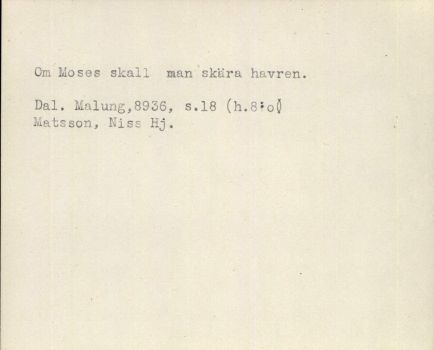 Om Moses skall man skära havren.
Dal. Malung,8936, s.18 (h.8:o)
Matsson, Niss Hj.